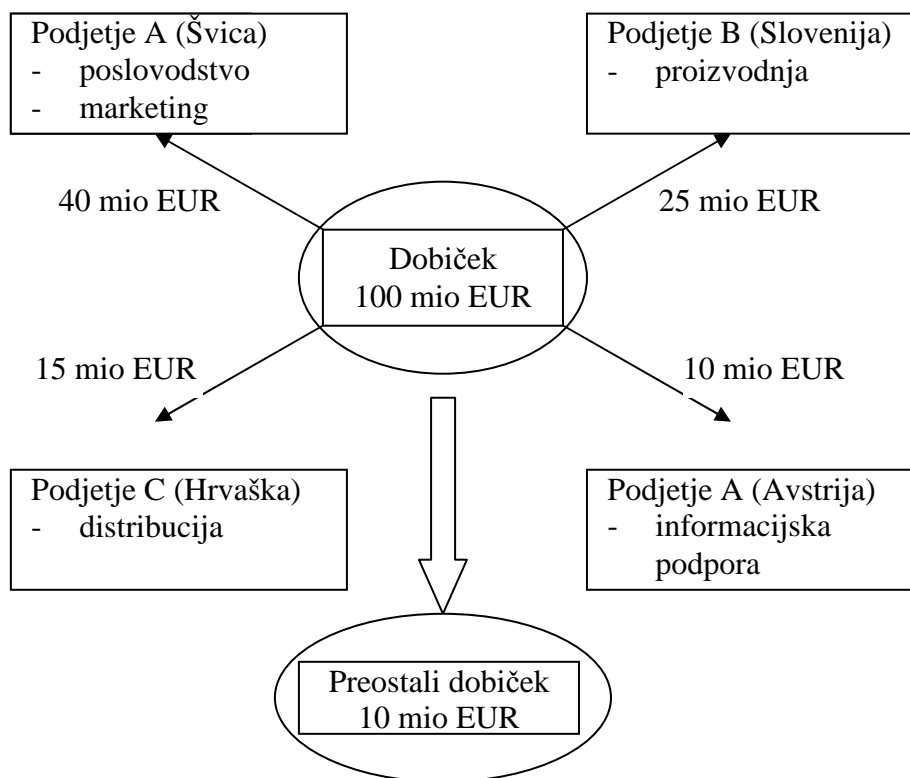 Podjetje A (Švica)
- poslovodstvo
- marketing
Podjetje B (Slovenija)
- proizvodnja
40 mio EUR
25 mio EUR
Dobiček
100 mio EUR
15 mio EUR
10 mio EUR
Podjetje C (Hrvaška)
- distribucija
Podjetje A (Avstrija)
- informacijska
podpora
Preostali dobiček
10 mio EUR